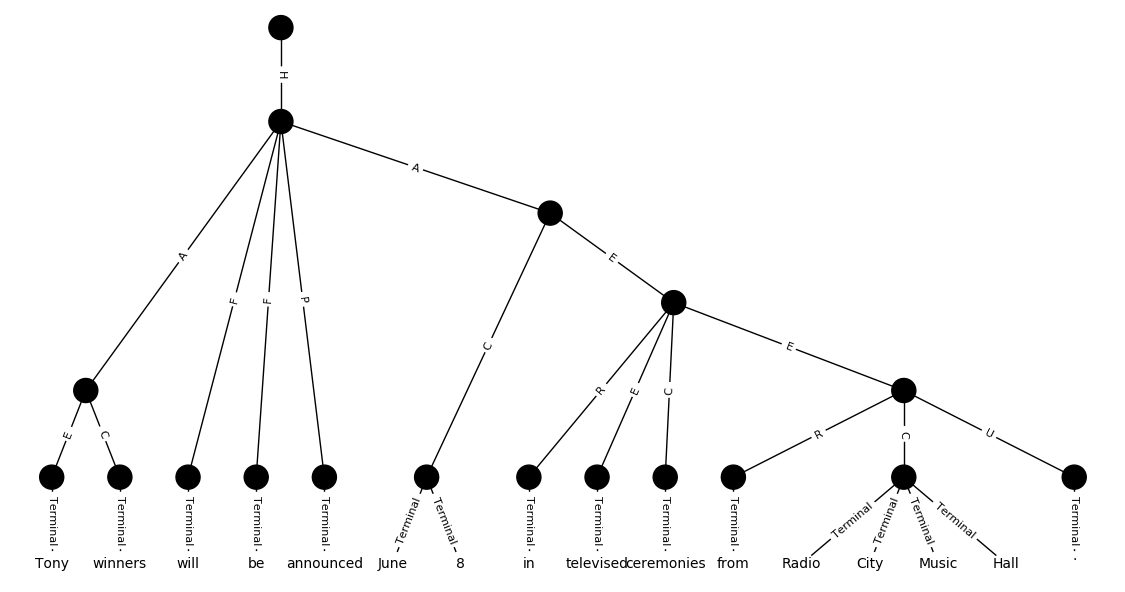 H
A
A
F
F
P
E
C
E
R
E
C
E
C
R
C
U
Terminal Terminal Terminal Terminal Terminal Terminal Terminal Terminal Terminal Terminal Terminal Terminal Terminal Terminal Terminal Terminal
Tony winners will be announced June 8 in televised ceremonies from Radio City Music Hall .